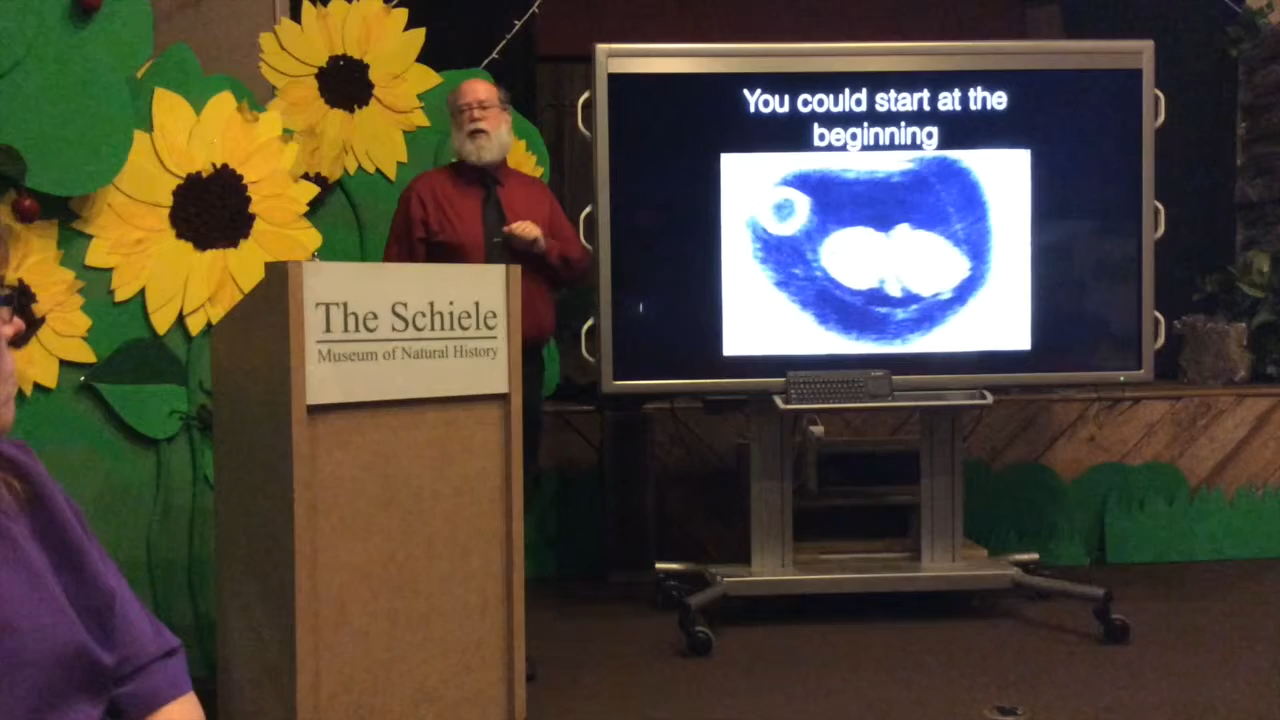 You could start at the
beginning
The Schiele
Museum of Natural History